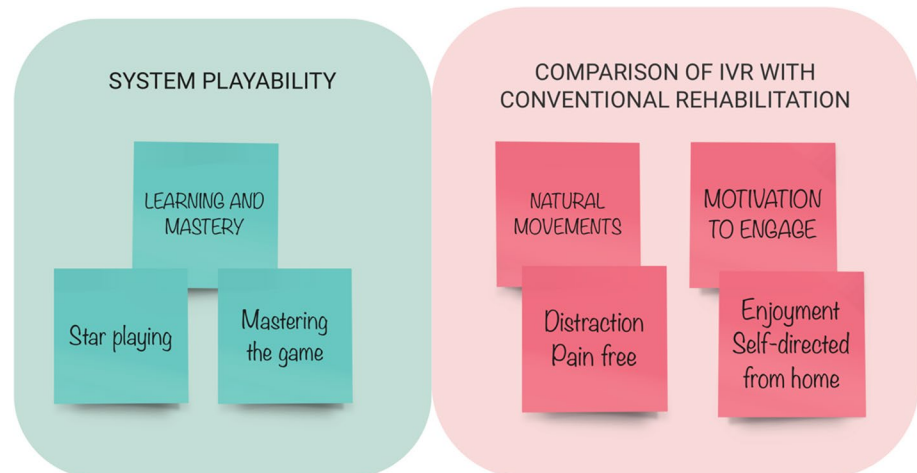 SYSTEM PLAYABILITY
LEARNING AND
MASTERY
Star playing
Mastering
the game
COMPARISON OF IVR WITH
CONVENTIONAL REHABILITATION
NATURAL
MOVEMENTS
MOTIVATION
TO ENGAGE
Distraction
Pain free
Enjoyment
Self-directed
from home